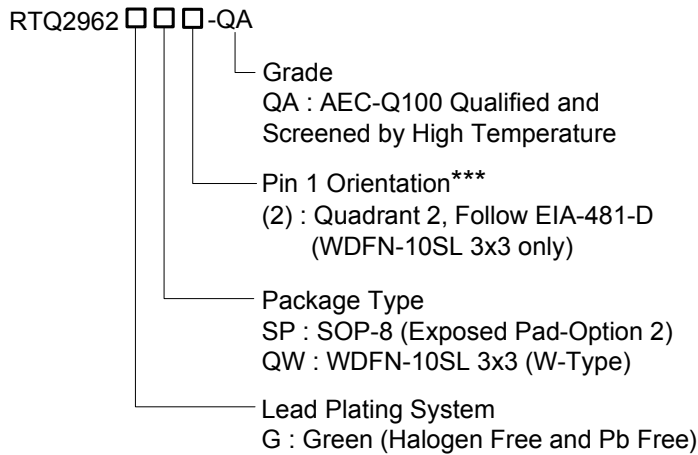 RTQ2962 □ □ □ -QA
Grade
QA : AEC-Q100 Qualified and
Screened by High Temperature
Pin 1 Orientation***
(2) : Quadrant 2, Follow EIA-481-D
(WDFN-10SL 3x3 only)
Package Type
SP : SOP-8 (Exposed Pad-Option 2)
QW : WDFN-10SL 3x3 (W-Type)
Lead Plating System
G : Green (Halogen Free and Pb Free)